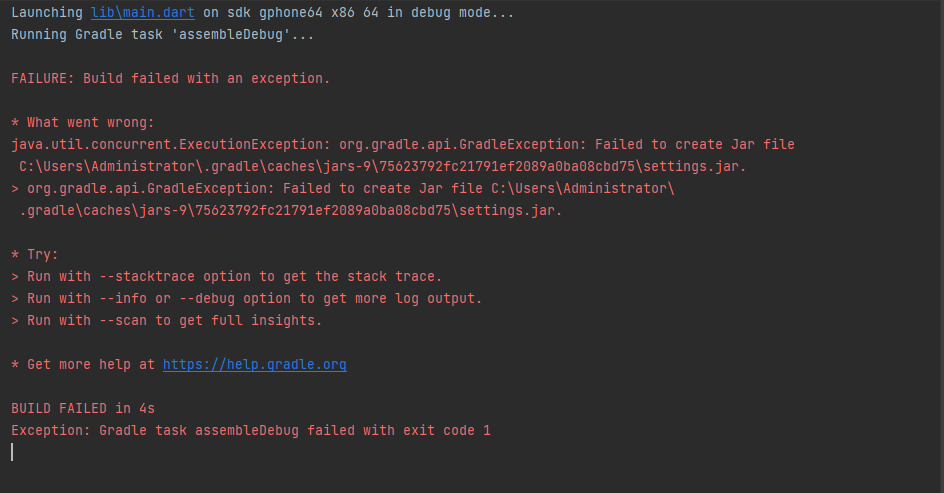 Launching lib\main.dart on sdk gphone64 x86 64 in debug mode...
Running Gradle task 'assembleDebug'...
FAILURE: Build failed with an exception.
* What went wrong:
java.util.concurrent.ExecutionException: org.gradle.api.GradleException: Failed to create Jar file
C:\Users\Administrator\.gradle\caches\jars-9\75623792fc21791ef2089a0ba08cbd75\settings.jar.
> org.gradle.api.GradleException: Failed to create Jar file C:\Users\Administrator\
.gradle\caches\jars-9\75623792fc21791ef2089a0ba08cbd75\settings.jar.
* Try:
> Run with --stacktrace option to get the stack trace.
> Run with --info or --debug option to get more log output.
> Run with --scan to get full insights.
* Get more help at https://help.gradle.org
BUILD FAILED in 4s
Exception: Gradle task assembleDebug failed with exit code 1